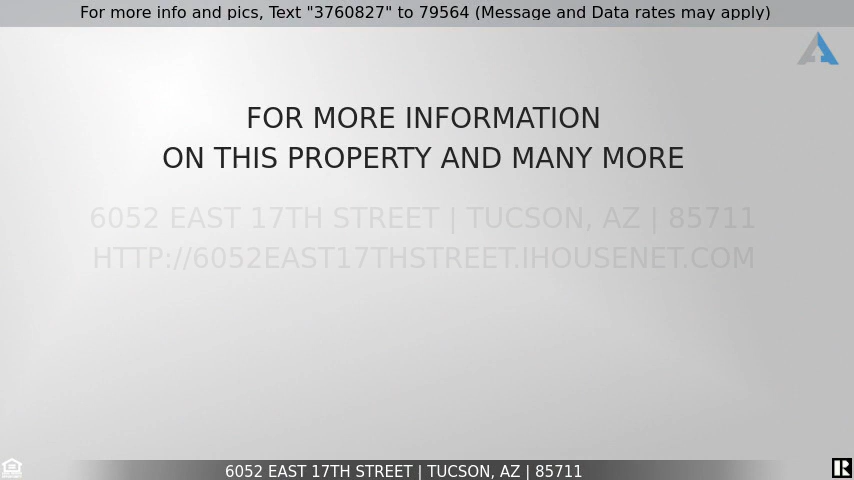 For more info and pics, Text "3760827" to 79564 (Message and Data rates may apply)
FOR MORE INFORMATION
ON THIS PROPERTY AND MANY MORE
6052 EAST 17TH STREET | TUCSON, AZ | 85711
HTTP://6052EAST17THSTREET.IHOUSENET.COM
6052 EAST 17TH STREET | TUCSON, AZ | 85711